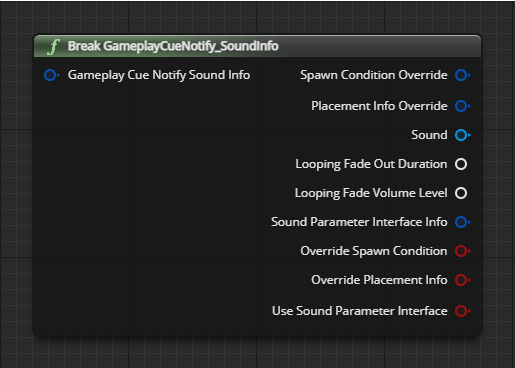 f Break GameplayCueNotify_SoundInfo
Gameplay Cue Notify Sound Info
Spawn Condition Override
Placement Info Override
Sound
Looping Fade Out Duration
Looping Fade Volume Level
Sound Parameter Interface Info
Override Spawn Condition
Override Placement Info
Use Sound Parameter Interface